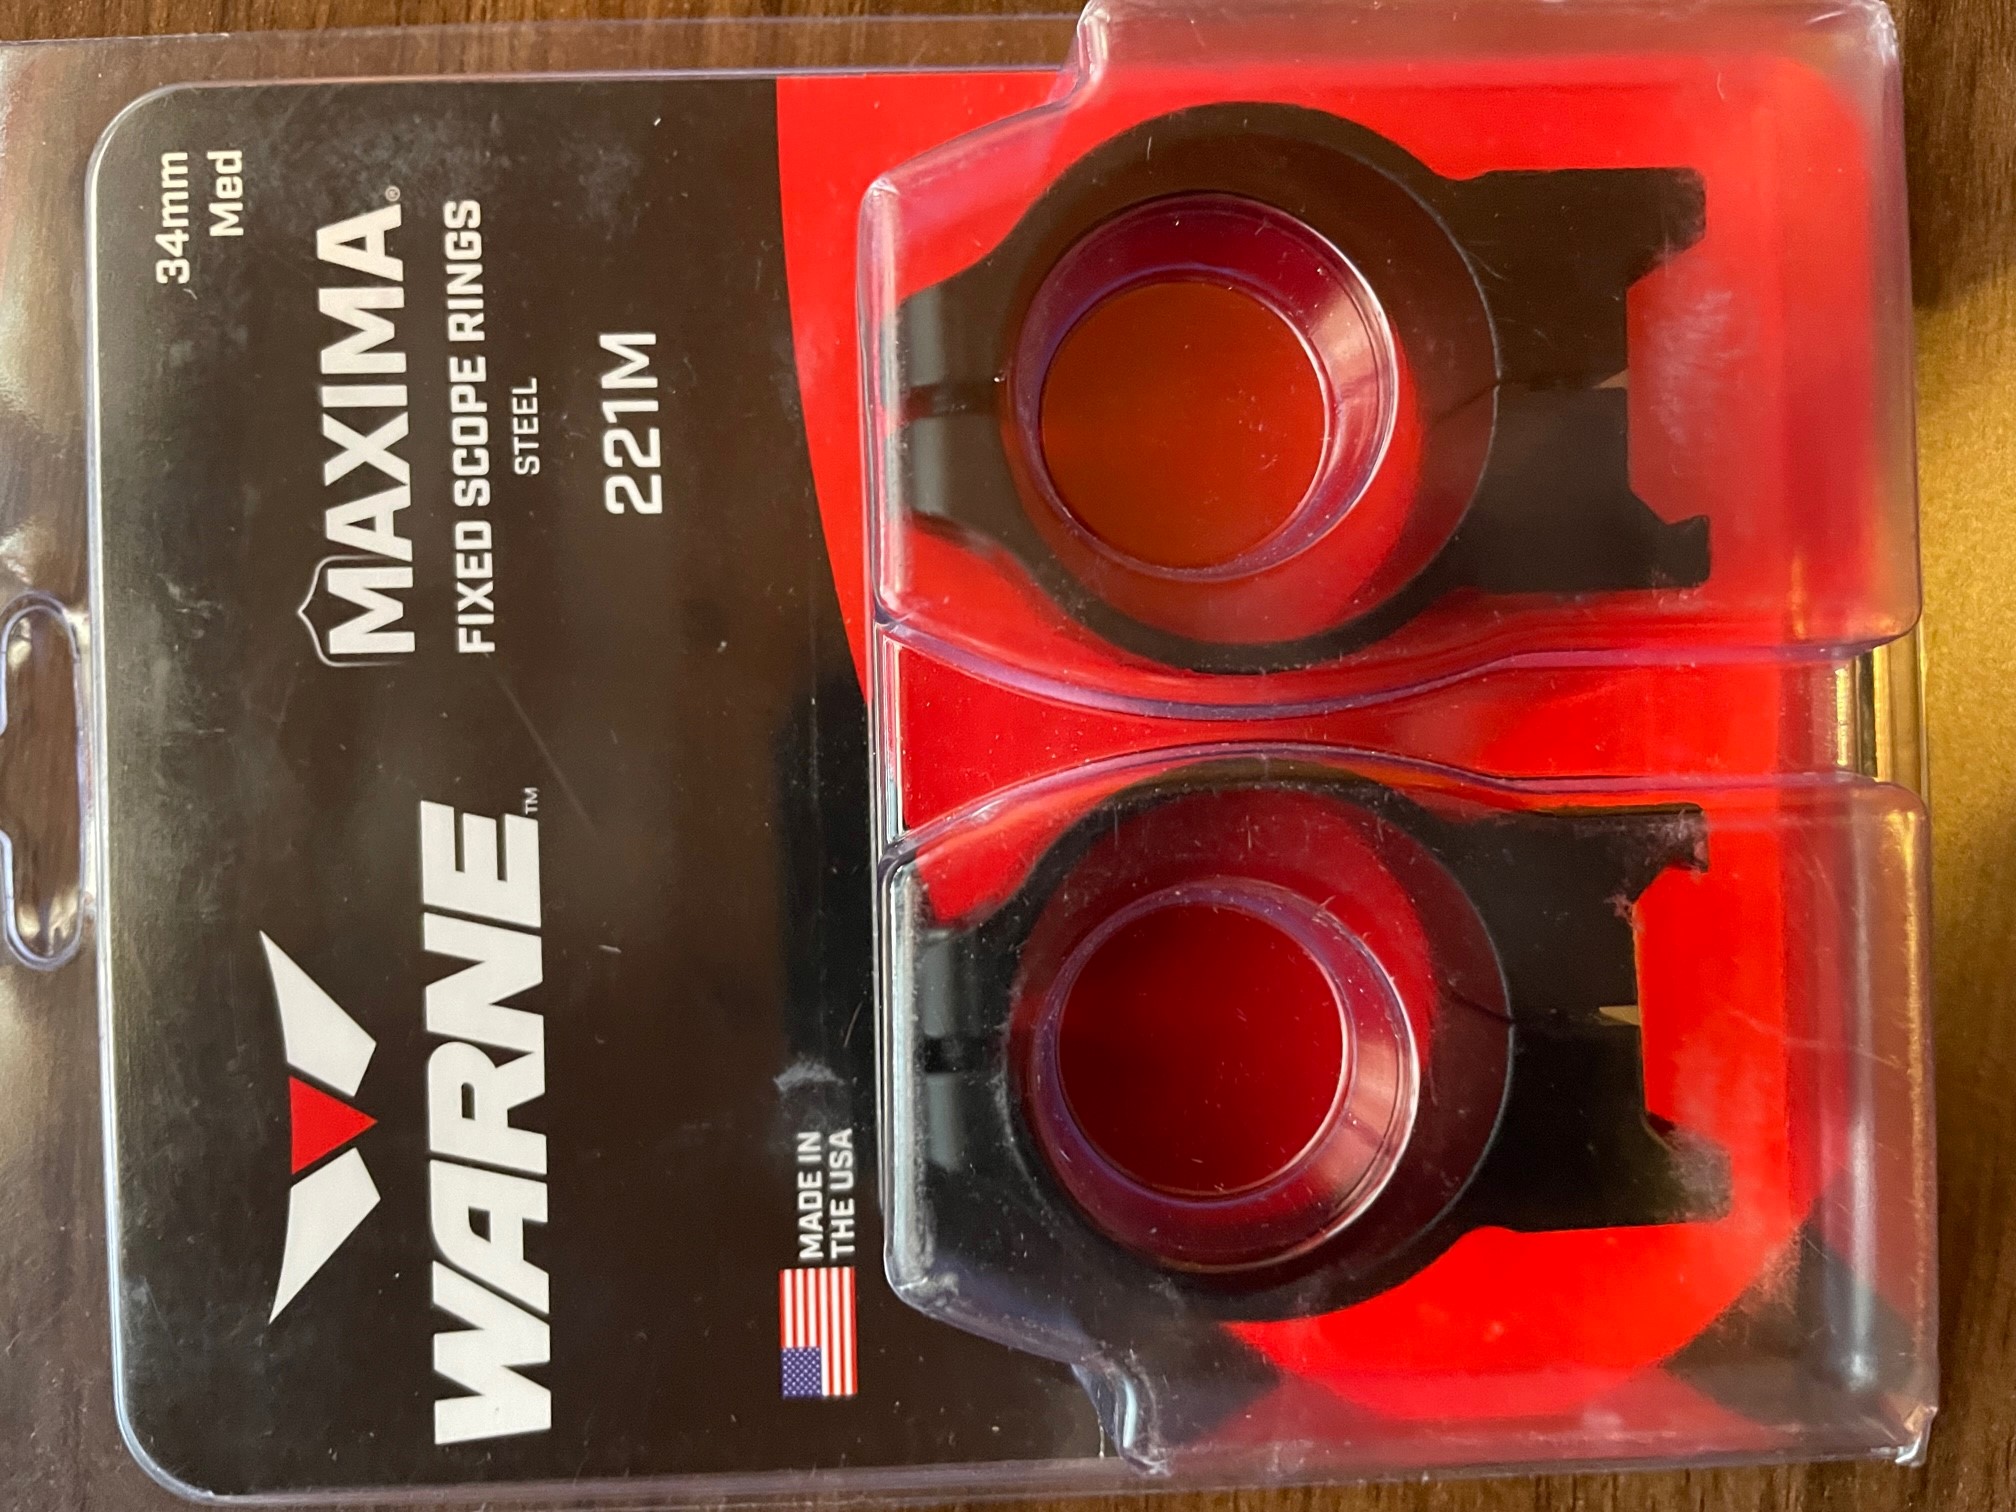 WARNE™
MAXIMA®
FIXED SCOPE RINGS
STEEL
221M
34mm
Med
MADE IN
THE USA